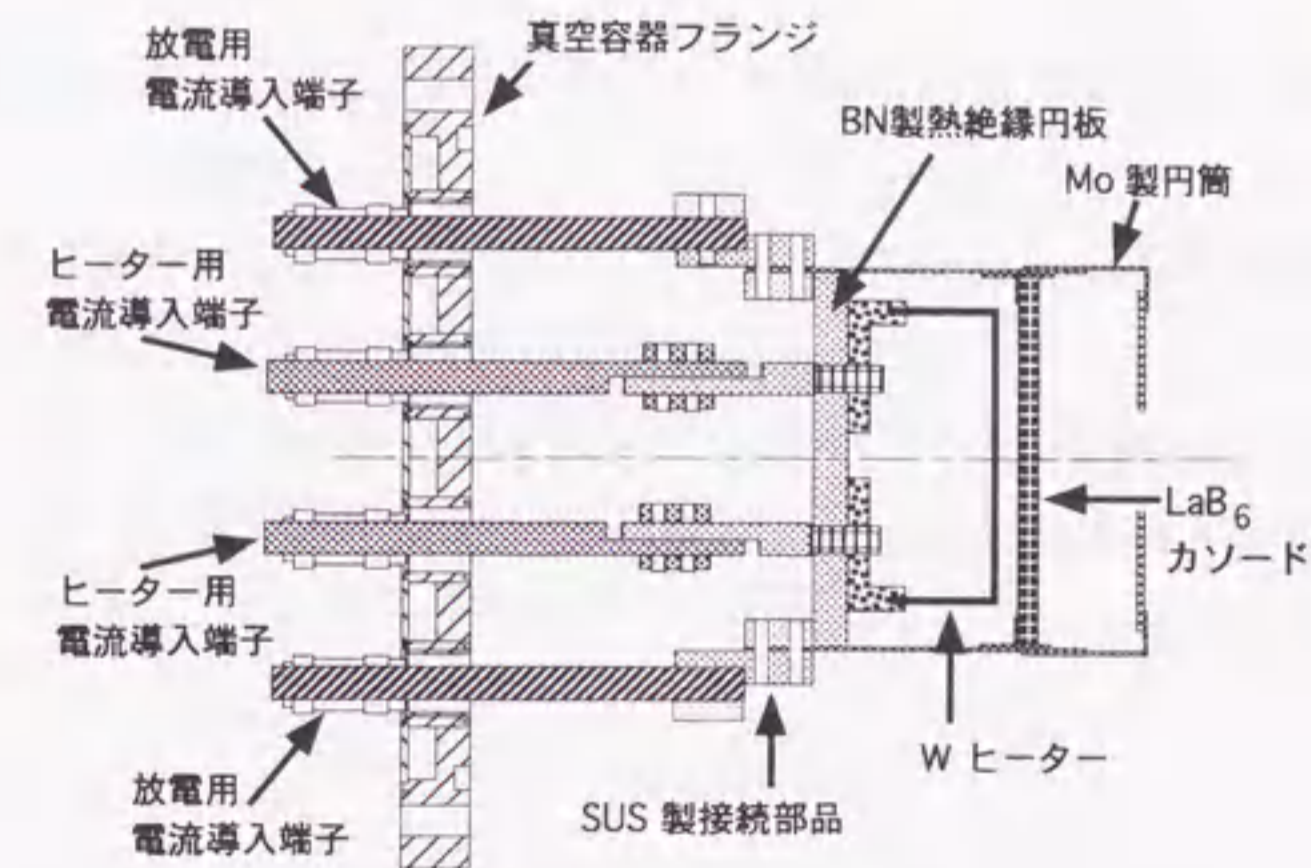 放電用
電流導入端子
真空容器フランジ
BN製熱絶縁円板
Mo 製円筒
ヒーター用
電流導入端子
LaB6
カソード
ヒーター用
電流導入端子
W ヒーター
放電用
電流導入端子
SUS 製接続部品